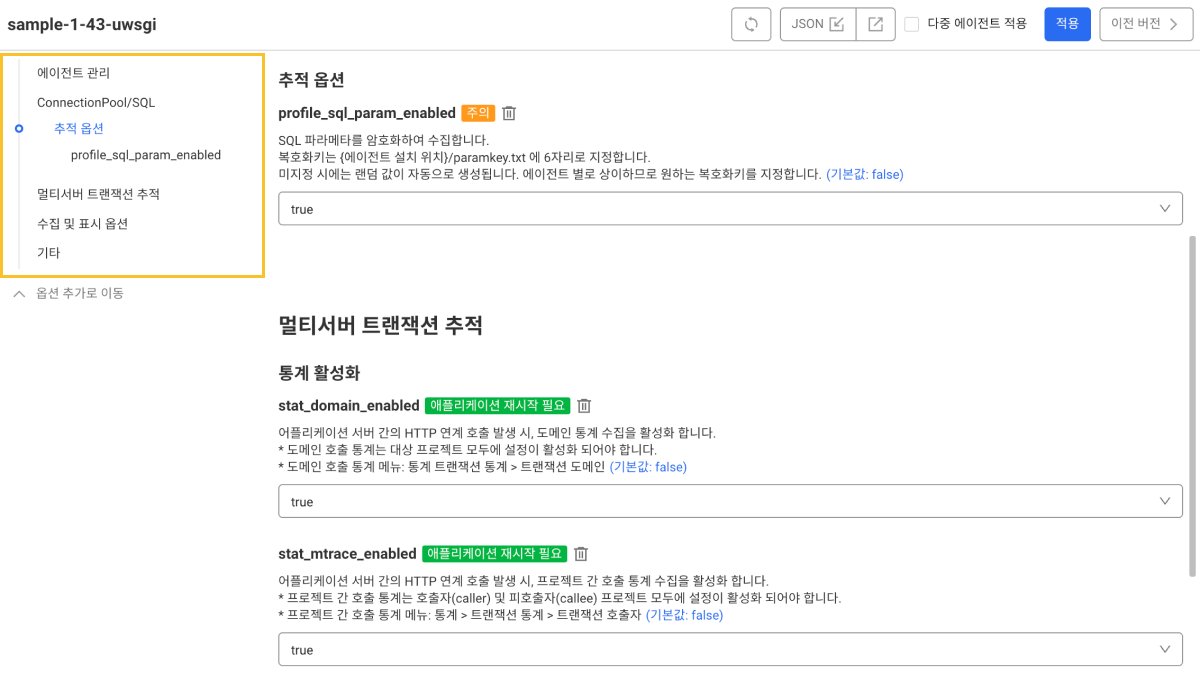 sample-1-43-uwsgi
JSON
다중 에이전트 적용
적용
이전 버전
에이전트 관리
ConnectionPool/SQL
추적 옵션
profile_sql_param_enabled
멀티서버 트랜잭션 추적
수집 및 표시 옵션
기타
옵션 추가로 이동
추적 옵션
profile_sql_param_enabled 주의
SQL 파라메타를 암호화하여 수집합니다.
복호화키는 {에이전트 설치 위치}/paramkey.txt 에 6자리로 지정합니다.
미지정 시에는 랜덤 값이 자동으로 생성됩니다. 에이전트 별로 상이하므로 원하는 복호화키를 지정합니다. (기본값: false)
true
멀티서버 트랜잭션 추적
통계 활성화
stat_domain_enabled 애플리케이션 재시작 필요
어플리케이션 서버 간의 HTTP 연계 호출 발생 시, 도메인 통계 수집을 활성화 합니다.
* 도메인 호출 통계는 대상 프로젝트 모두에 설정이 활성화 되어야 합니다.
* 도메인 호출 통계 메뉴: 통계 트랜잭션 통계 > 트랜잭션 도메인 (기본값: false)
true
stat_mtrace_enabled 애플리케이션 재시작 필요
어플리케이션 서버 간의 HTTP 연계 호출 발생 시, 프로젝트 간 호출 통계 수집을 활성화 합니다.
* 프로젝트 간 호출 통계는 호출자(caller) 및 피호출자(callee) 프로젝트 모두에 설정이 활성화 되어야 합니다.
* 프로젝트 간 호출 통계 메뉴: 통계 > 트랜잭션 통계 > 트랜잭션 호출자 (기본값: false)
true